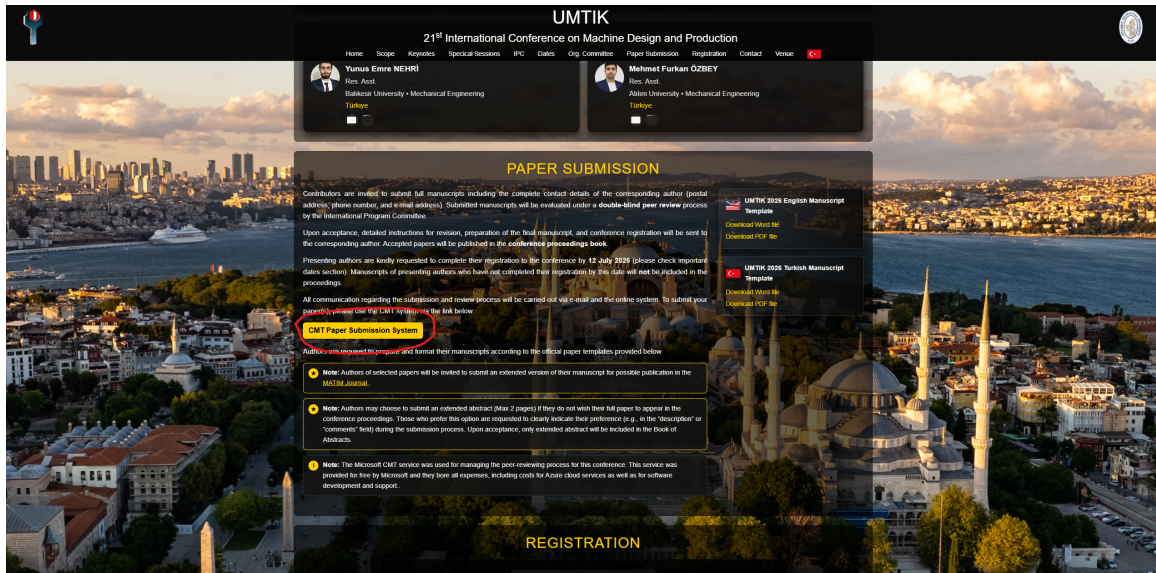 UMTIK
21st International Conference on Machine Design and Production
Home Scope Keynotes Specical Sessions IPC Dates Org. Committee Paper Submission Registration Contact Venue
Yunus Emre NEHRİ
Res. Asst.
Balıkesir University • Mechanical Engineering
Türkiye
Mehmet Furkan ÖZBEY
Res. Asst.
Atılım University • Mechanical Engineering
Türkiye
PAPER SUBMISSION
Contributors are invited to submit full manuscripts including the complete contact details of the corresponding author (postal
address, phone number, and e-mail address). Submitted manuscripts will be evaluated under a double-blind peer review process
by the International Program Committee.
Upon acceptance, detailed instructions for revision, preparation of the final manuscript, and conference registration will be sent to
the corresponding author. Accepted papers will be published in the conference proceedings book.
Presenting authors are kindly requested to complete their registration to the conference by 12 July 2026 (please check important
dates section). Manuscripts of presenting authors who have not completed their registration by this date will not be included in the
proceedings.
All communication regarding the submission and review process will be carried out via e-mail and the online system. To submit your
paper(s), please use the CMT system via the link below.
CMT Paper Submission System
Authors are required to prepare and format their manuscripts according to the official paper templates provided below.
Note: Authors of selected papers will be invited to submit an extended version of their manuscript for possible publication in the
MATIM Journal.
Note: Authors may choose to submit an extended abstract (Max 2 pages) if they do not wish their full paper to appear in the
conference proceedings. Those who prefer this option are requested to clearly indicate their preference (e.g., in the "description" or
"comments" field) during the submission process. Upon acceptance, only extended abstract will be included in the Book of
Abstracts.
Note: The Microsoft CMT service was used for managing the peer-reviewing process for this conference. This service was
provided for free by Microsoft and they bore all expenses, including costs for Azure cloud services as well as for software
development and support..
UMTIK 2026 English Manuscript
Template
Download Word file
Download PDF file
UMTIK 2026 Turkish Manuscript
Template
Download Word file
Download PDF file
REGISTRATION